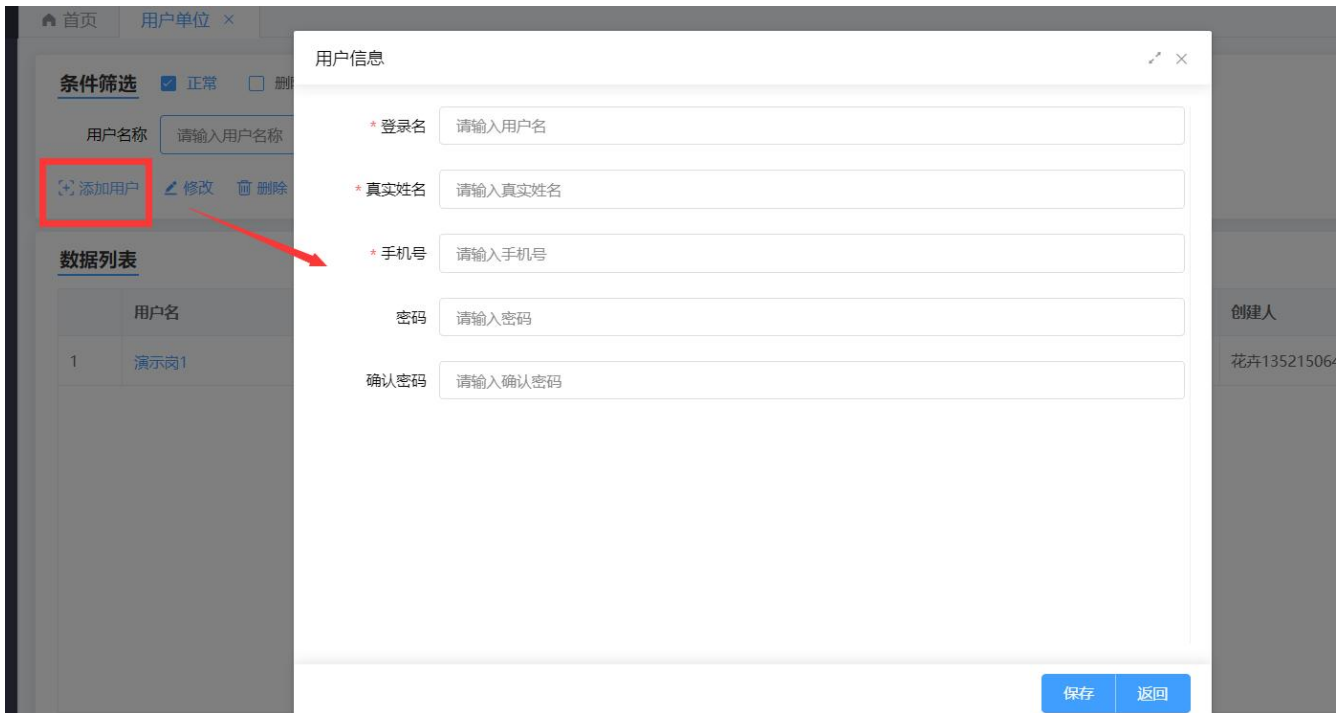 首页 用户单位 ×
用户信息
条件筛选 正常 删除
* 登录名 请输入用户名
用户名称 请输入用户名称
添加用户 修改 删除
* 真实姓名 请输入真实姓名
* 手机号 请输入手机号
数据列表
用户名 创建人
密码 请输入密码
1 演示岗1 花卉135215064
确认密码 请输入确认密码
保存 返回